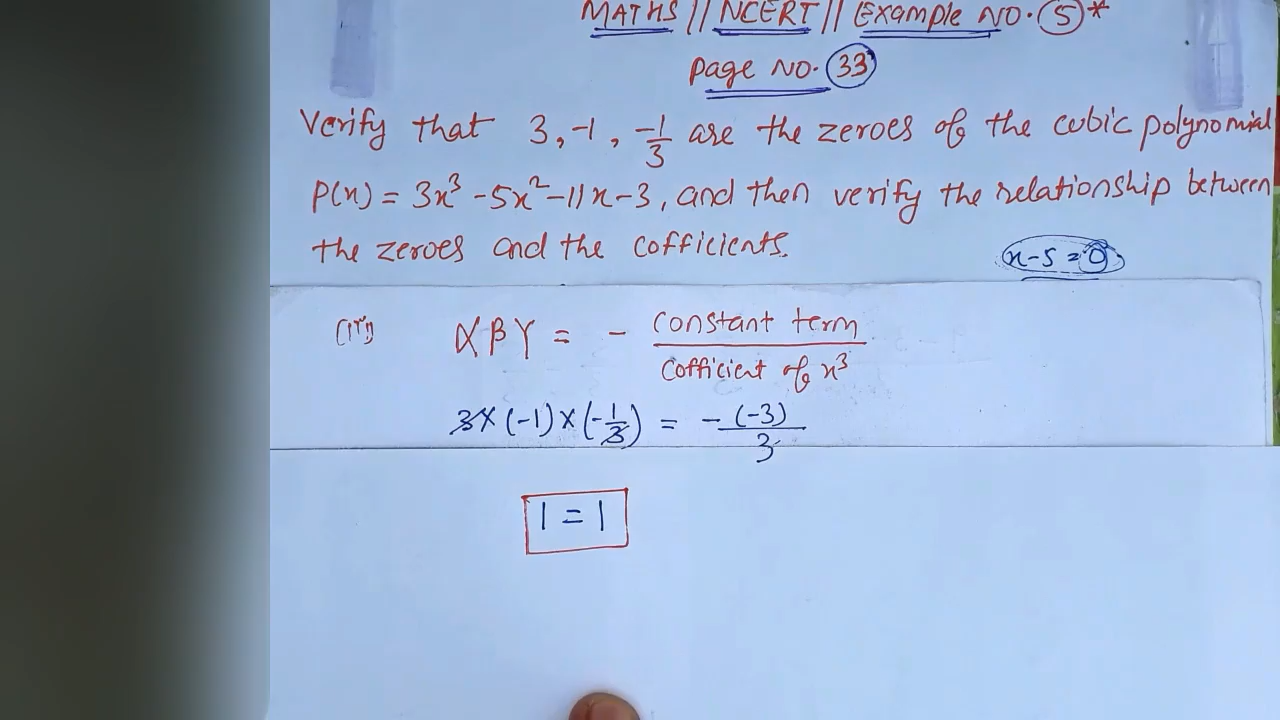 MATHS || NCERT || Example NO. 5*
Page NO. 33
Verify that 3, -1, -1/3 are the zeroes of the cubic polynomial
P(x) = 3x³ - 5x² - 11x - 3, and then verify the relationship between
the zeroes and the cofficients.
x - 5 = 0
(iii) αβγ = - constant term / cofficient of x³
3 × (-1) × (-1/3) = -(-3)/3
1 = 1